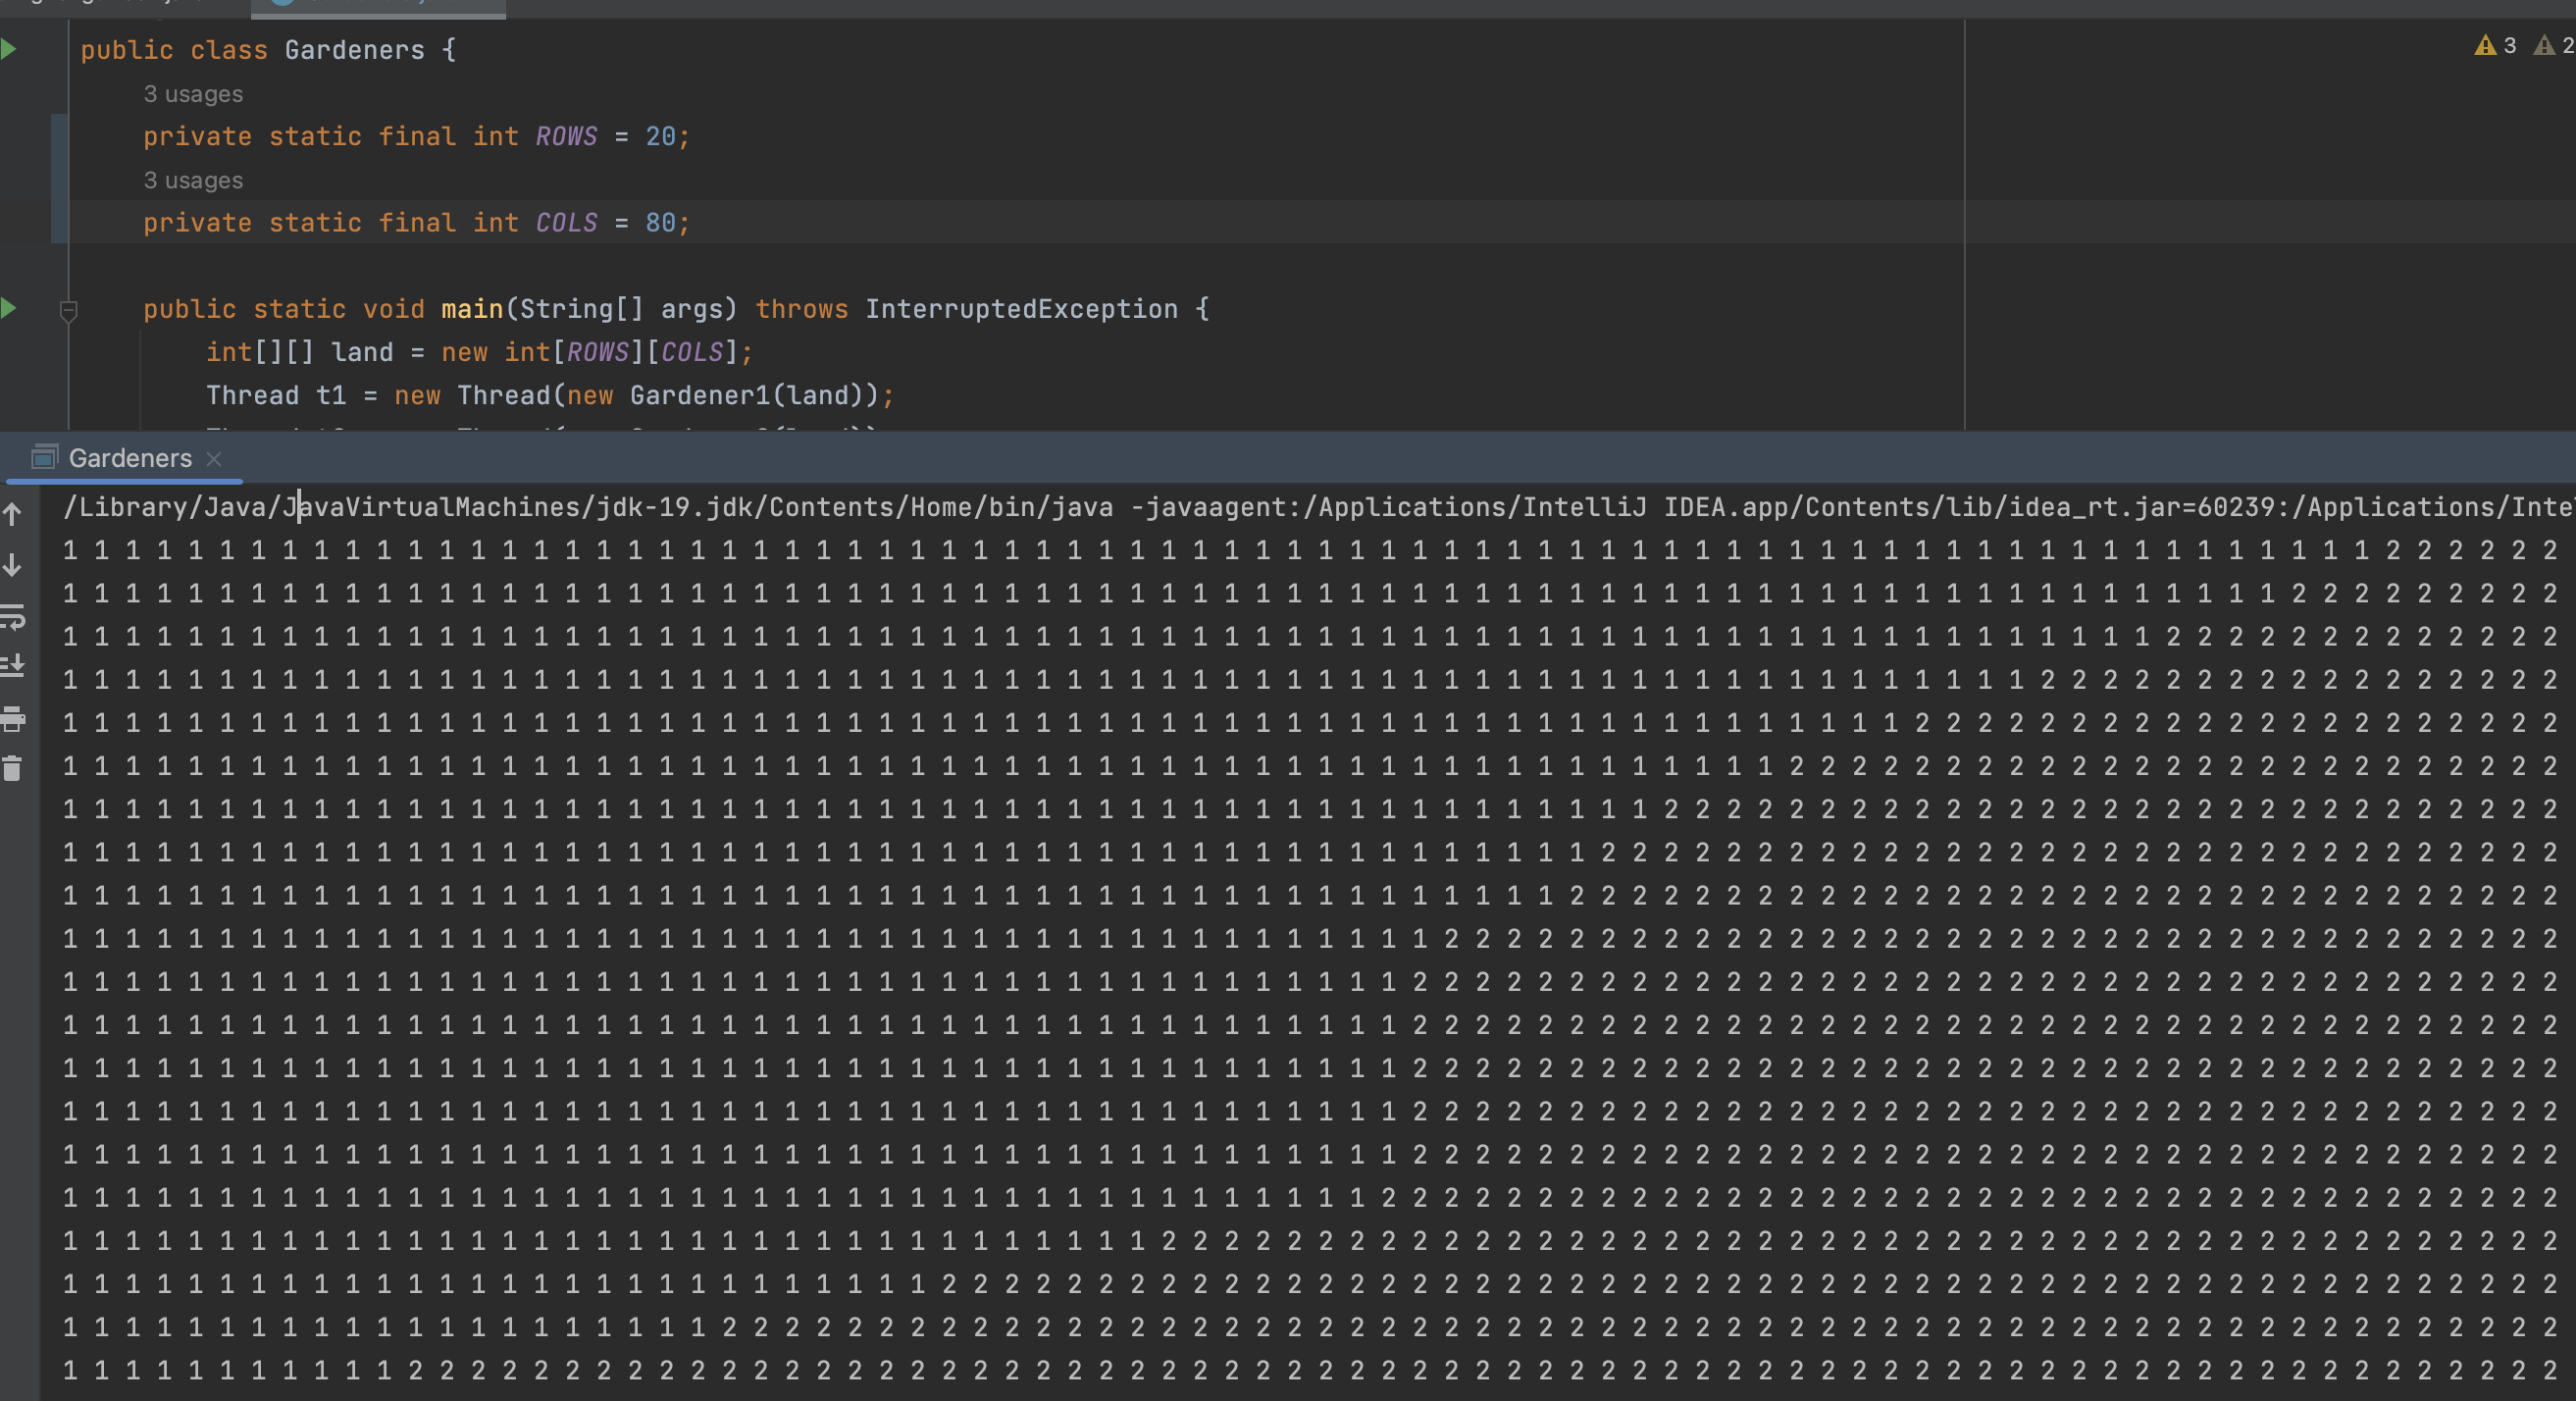 public class Gardeners {
3 2
3 usages
private static final int ROWS = 20;
3 usages
private static final int COLS = 80;
public static void main(String[] args) throws InterruptedException {
int[][] land = new int[ROWS][COLS];
Thread t1 = new Thread(new Gardener1(land));
Gardeners
/Library/Java/JavaVirtualMachines/jdk-19.jdk/Contents/Home/bin/java -javaagent:/Applications/IntelliJ IDEA.app/Contents/lib/idea_rt.jar=60239:/Applications/Inte
1 1 1 1 1 1 1 1 1 1 1 1 1 1 1 1 1 1 1 1 1 1 1 1 1 1 1 1 1 1 1 1 1 1 1 1 1 1 1 1 1 1 1 1 1 1 1 1 1 1 1 1 1 1 1 1 1 1 1 1 1 1 1 1 1 1 1 1 1 1 1 1 1 1 2 2 2 2 2 2
1 1 1 1 1 1 1 1 1 1 1 1 1 1 1 1 1 1 1 1 1 1 1 1 1 1 1 1 1 1 1 1 1 1 1 1 1 1 1 1 1 1 1 1 1 1 1 1 1 1 1 1 1 1 1 1 1 1 1 1 1 1 1 1 1 1 1 1 1 1 1 2 2 2 2 2 2 2 2 2
1 1 1 1 1 1 1 1 1 1 1 1 1 1 1 1 1 1 1 1 1 1 1 1 1 1 1 1 1 1 1 1 1 1 1 1 1 1 1 1 1 1 1 1 1 1 1 1 1 1 1 1 1 1 1 1 1 1 1 1 1 1 1 1 1 1 1 2 2 2 2 2 2 2 2 2 2 2 2 2
1 1 1 1 1 1 1 1 1 1 1 1 1 1 1 1 1 1 1 1 1 1 1 1 1 1 1 1 1 1 1 1 1 1 1 1 1 1 1 1 1 1 1 1 1 1 1 1 1 1 1 1 1 1 1 1 1 1 1 1 1 1 1 2 2 2 2 2 2 2 2 2 2 2 2 2 2 2 2 2
1 1 1 1 1 1 1 1 1 1 1 1 1 1 1 1 1 1 1 1 1 1 1 1 1 1 1 1 1 1 1 1 1 1 1 1 1 1 1 1 1 1 1 1 1 1 1 1 1 1 1 1 1 1 1 1 1 1 1 2 2 2 2 2 2 2 2 2 2 2 2 2 2 2 2 2 2 2 2 2
1 1 1 1 1 1 1 1 1 1 1 1 1 1 1 1 1 1 1 1 1 1 1 1 1 1 1 1 1 1 1 1 1 1 1 1 1 1 1 1 1 1 1 1 1 1 1 1 1 1 1 1 1 1 1 2 2 2 2 2 2 2 2 2 2 2 2 2 2 2 2 2 2 2 2 2 2 2 2 2
1 1 1 1 1 1 1 1 1 1 1 1 1 1 1 1 1 1 1 1 1 1 1 1 1 1 1 1 1 1 1 1 1 1 1 1 1 1 1 1 1 1 1 1 1 1 1 1 1 1 1 2 2 2 2 2 2 2 2 2 2 2 2 2 2 2 2 2 2 2 2 2 2 2 2 2 2 2 2 2
1 1 1 1 1 1 1 1 1 1 1 1 1 1 1 1 1 1 1 1 1 1 1 1 1 1 1 1 1 1 1 1 1 1 1 1 1 1 1 1 1 1 1 1 1 1 1 1 1 2 2 2 2 2 2 2 2 2 2 2 2 2 2 2 2 2 2 2 2 2 2 2 2 2 2 2 2 2 2 2
1 1 1 1 1 1 1 1 1 1 1 1 1 1 1 1 1 1 1 1 1 1 1 1 1 1 1 1 1 1 1 1 1 1 1 1 1 1 1 1 1 1 1 1 1 1 1 1 2 2 2 2 2 2 2 2 2 2 2 2 2 2 2 2 2 2 2 2 2 2 2 2 2 2 2 2 2 2 2 2
1 1 1 1 1 1 1 1 1 1 1 1 1 1 1 1 1 1 1 1 1 1 1 1 1 1 1 1 1 1 1 1 1 1 1 1 1 1 1 1 1 1 1 1 2 2 2 2 2 2 2 2 2 2 2 2 2 2 2 2 2 2 2 2 2 2 2 2 2 2 2 2 2 2 2 2 2 2 2 2
1 1 1 1 1 1 1 1 1 1 1 1 1 1 1 1 1 1 1 1 1 1 1 1 1 1 1 1 1 1 1 1 1 1 1 1 1 1 1 1 1 1 1 2 2 2 2 2 2 2 2 2 2 2 2 2 2 2 2 2 2 2 2 2 2 2 2 2 2 2 2 2 2 2 2 2 2 2 2 2
1 1 1 1 1 1 1 1 1 1 1 1 1 1 1 1 1 1 1 1 1 1 1 1 1 1 1 1 1 1 1 1 1 1 1 1 1 1 1 1 1 1 1 2 2 2 2 2 2 2 2 2 2 2 2 2 2 2 2 2 2 2 2 2 2 2 2 2 2 2 2 2 2 2 2 2 2 2 2 2
1 1 1 1 1 1 1 1 1 1 1 1 1 1 1 1 1 1 1 1 1 1 1 1 1 1 1 1 1 1 1 1 1 1 1 1 1 1 1 1 1 1 1 2 2 2 2 2 2 2 2 2 2 2 2 2 2 2 2 2 2 2 2 2 2 2 2 2 2 2 2 2 2 2 2 2 2 2 2 2
1 1 1 1 1 1 1 1 1 1 1 1 1 1 1 1 1 1 1 1 1 1 1 1 1 1 1 1 1 1 1 1 1 1 1 1 1 1 1 1 1 1 1 2 2 2 2 2 2 2 2 2 2 2 2 2 2 2 2 2 2 2 2 2 2 2 2 2 2 2 2 2 2 2 2 2 2 2 2 2
1 1 1 1 1 1 1 1 1 1 1 1 1 1 1 1 1 1 1 1 1 1 1 1 1 1 1 1 1 1 1 1 1 1 1 1 1 1 1 1 1 1 1 2 2 2 2 2 2 2 2 2 2 2 2 2 2 2 2 2 2 2 2 2 2 2 2 2 2 2 2 2 2 2 2 2 2 2 2 2
1 1 1 1 1 1 1 1 1 1 1 1 1 1 1 1 1 1 1 1 1 1 1 1 1 1 1 1 1 1 1 1 1 1 1 1 1 1 1 1 1 1 2 2 2 2 2 2 2 2 2 2 2 2 2 2 2 2 2 2 2 2 2 2 2 2 2 2 2 2 2 2 2 2 2 2 2 2 2 2
1 1 1 1 1 1 1 1 1 1 1 1 1 1 1 1 1 1 1 1 1 1 1 1 1 1 1 1 1 1 1 1 1 1 1 2 2 2 2 2 2 2 2 2 2 2 2 2 2 2 2 2 2 2 2 2 2 2 2 2 2 2 2 2 2 2 2 2 2 2 2 2 2 2 2 2 2 2 2 2
1 1 1 1 1 1 1 1 1 1 1 1 1 1 1 1 1 1 1 1 1 1 1 1 1 1 1 1 2 2 2 2 2 2 2 2 2 2 2 2 2 2 2 2 2 2 2 2 2 2 2 2 2 2 2 2 2 2 2 2 2 2 2 2 2 2 2 2 2 2 2 2 2 2 2 2 2 2 2 2
1 1 1 1 1 1 1 1 1 1 1 1 1 1 1 1 1 1 1 1 1 2 2 2 2 2 2 2 2 2 2 2 2 2 2 2 2 2 2 2 2 2 2 2 2 2 2 2 2 2 2 2 2 2 2 2 2 2 2 2 2 2 2 2 2 2 2 2 2 2 2 2 2 2 2 2 2 2 2 2
1 1 1 1 1 1 1 1 1 1 1 2 2 2 2 2 2 2 2 2 2 2 2 2 2 2 2 2 2 2 2 2 2 2 2 2 2 2 2 2 2 2 2 2 2 2 2 2 2 2 2 2 2 2 2 2 2 2 2 2 2 2 2 2 2 2 2 2 2 2 2 2 2 2 2 2 2 2 2 2